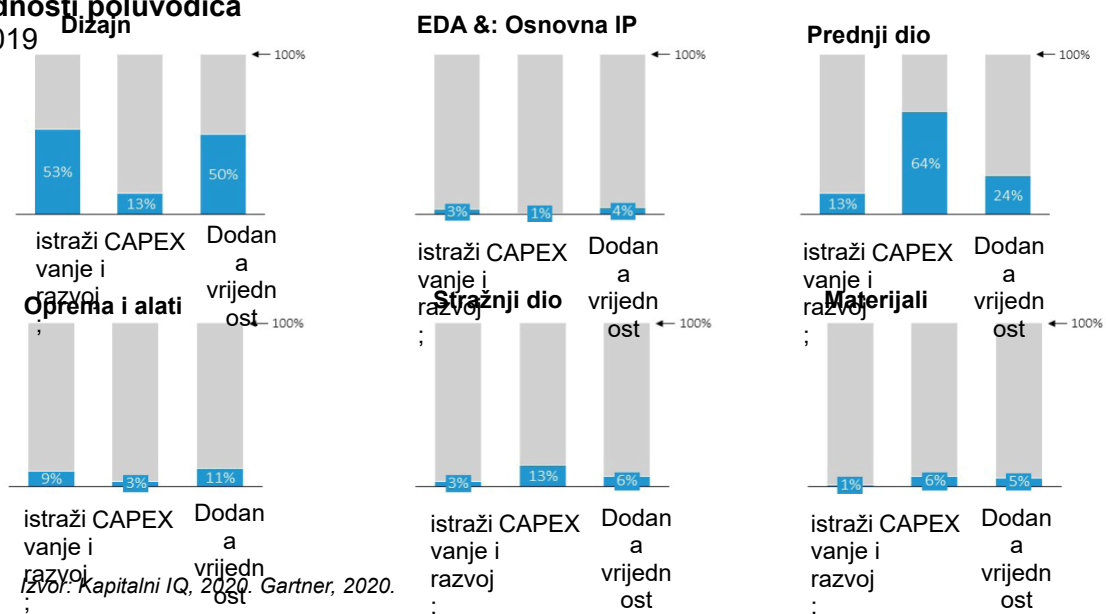 dnosti poluvodiča
019
Dizajn
100%
53%
13%
50%
istraži
vanje i
razvoj
;
CAPEX
Dodan
a
vrijedn
ost
EDA &: Osnovna IP
100%
3%
1%
4%
istraži
vanje i
razvoj
;
CAPEX
Dodan
a
vrijedn
ost
Prednji dio
100%
13%
64%
24%
istraži
vanje i
razvoj
;
CAPEX
Dodan
a
vrijedn
ost
Oprema i alati
100%
9%
3%
11%
istraži
vanje i
razvoj
;
CAPEX
Dodan
a
vrijedn
ost
Stražnji dio
100%
3%
13%
6%
istraži
vanje i
razvoj
;
CAPEX
Dodan
a
vrijedn
ost
Materijali
100%
1%
6%
5%
istraži
vanje i
razvoj
;
CAPEX
Dodan
a
vrijedn
ost
Izvor: Kapitalni IQ, 2020. Gartner, 2020.